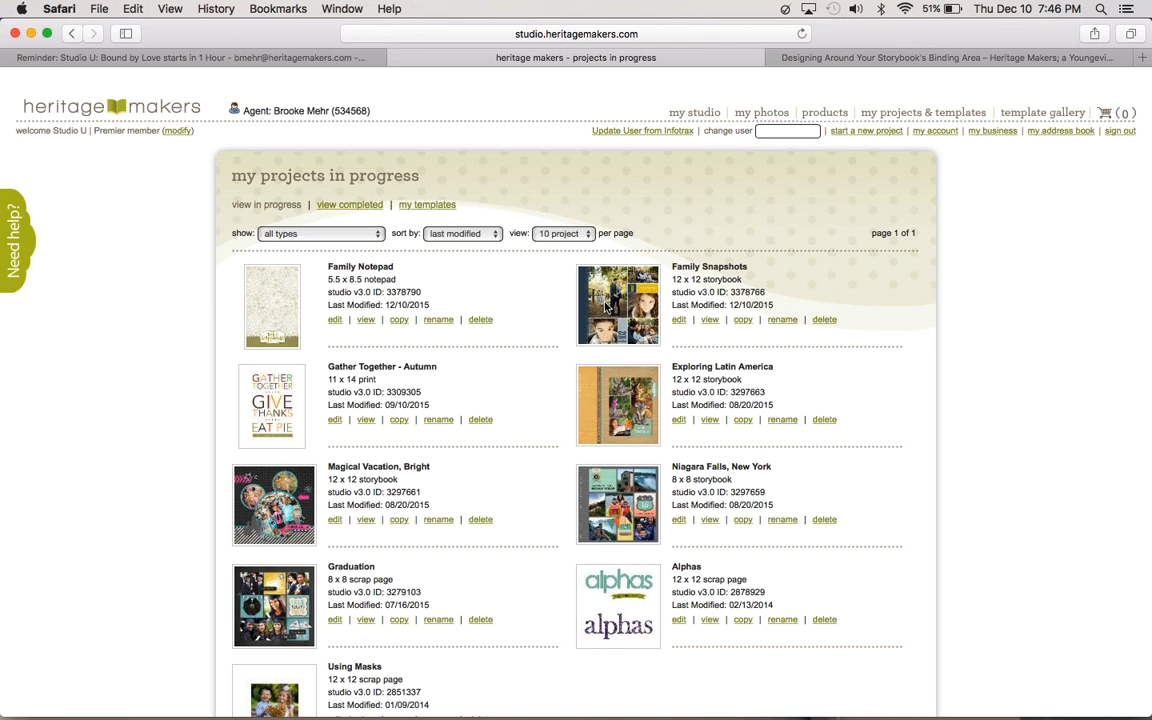 Safari File Edit View History Bookmarks Window Help 51% Thu Dec 10 7:46 PM
studio.heritagemakers.com
Reminder: Studio U: Bound by Love starts in 1 Hour - bmehr@heritagemakers.com -... heritage makers - projects in progress Designing Around Your Storybook's Binding Area – Heritage Makers; a Youngevi...
heritage makers Agent: Brooke Mehr (534568)
my studio | my photos | products | my projects & templates | template gallery | (0)
welcome Studio U | Premier member (modify)
Update User from Infotrax | change user | start a new project | my account | my business | my address book | sign out
Need help?
my projects in progress
view in progress | view completed | my templates
show: all types sort by: last modified view: 10 project per page page 1 of 1
Family Notepad
5.5 x 8.5 notepad
studio v3.0 ID: 3378790
Last Modified: 12/10/2015
edit | view | copy | rename | delete
Family Snapshots
12 x 12 storybook
studio v3.0 ID: 3378766
Last Modified: 12/10/2015
edit | view | copy | rename | delete
GATHER
TOGETHER
GIVE
THANKS
EAT PIE
Gather Together - Autumn
11 x 14 print
studio v3.0 ID: 3309305
Last Modified: 09/10/2015
edit | view | copy | rename | delete
Exploring Latin America
12 x 12 storybook
studio v3.0 ID: 3297663
Last Modified: 08/20/2015
edit | view | copy | rename | delete
Magical Vacation, Bright
12 x 12 storybook
studio v3.0 ID: 3297661
Last Modified: 08/20/2015
edit | view | copy | rename | delete
Niagara Falls, New York
8 x 8 storybook
studio v3.0 ID: 3297659
Last Modified: 08/20/2015
edit | view | copy | rename | delete
Graduation
8 x 8 scrap page
studio v3.0 ID: 3279103
Last Modified: 07/16/2015
edit | view | copy | rename | delete
alphas
alphas
Alphas
12 x 12 scrap page
studio v3.0 ID: 2878929
Last Modified: 02/13/2014
edit | view | copy | rename | delete
Using Masks
12 x 12 scrap page
studio v3.0 ID: 2851337
Last Modified: 01/09/2014